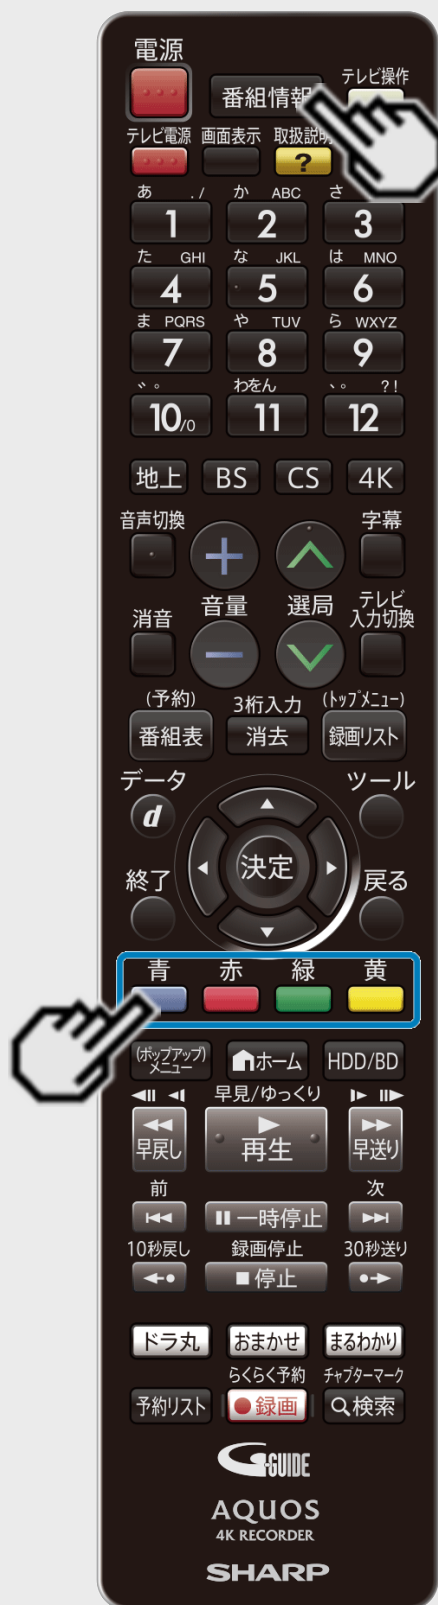 電源
番組情報
テレビ操作
テレビ電源 画面表示 取扱説明
?
あ ./ か ABC さ
1 2 3
た GHI な JKL は MNO
4 5 6
ま PQRS や TUV ら WXYZ
7 8 9
゛゜ わをん 、。 ?!
10/0 11 12
地上 BS CS 4K
音声切換 字幕
+
消音 音量 選局 テレビ
入力切換
−
(予約) 3桁入力 (トップメニュー)
番組表 消去 録画リスト
データ ツール
d
決定
終了 戻る
青 赤 緑 黄
(ポップアップ)
メニュー ホーム HDD/BD
早見/ゆっくり
早戻し 再生 早送り
前 次
一時停止
10秒戻し 録画停止 30秒送り
停止
ドラ丸 おまかせ まるわかり
らくらく予約 チャプターマーク
予約リスト 録画 検索
G-GUIDE
AQUOS
4K RECORDER
SHARP